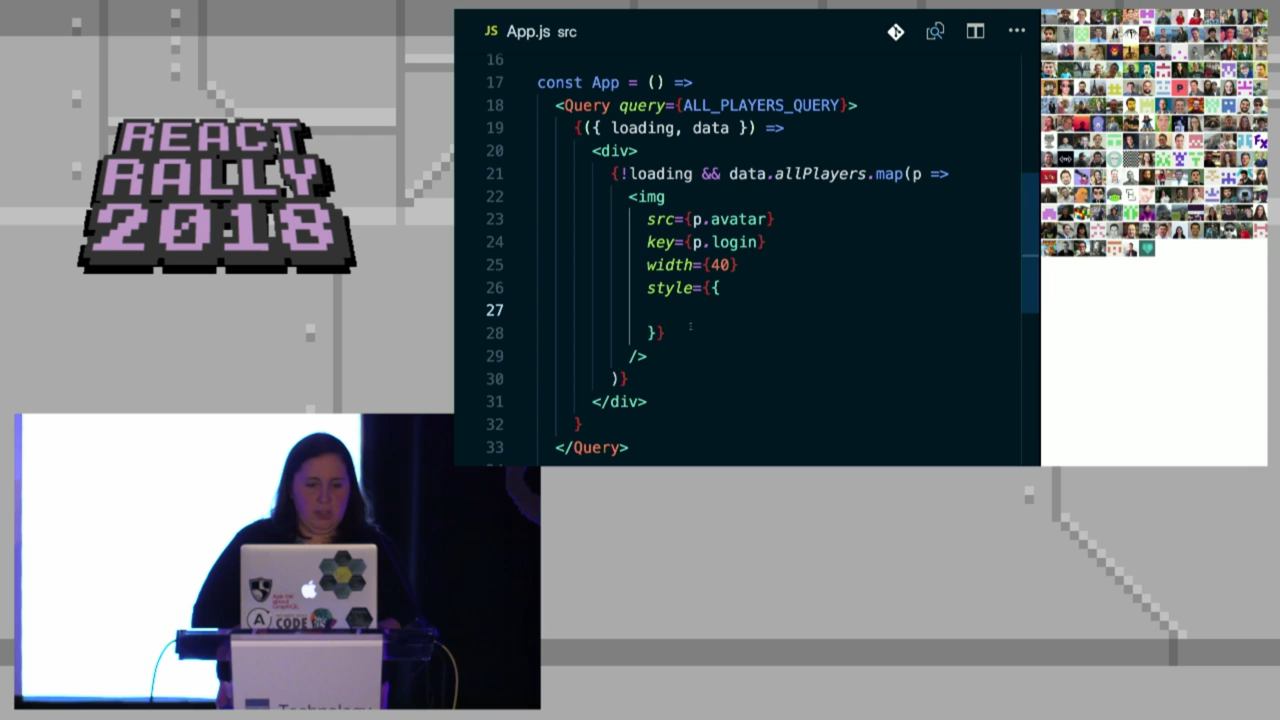 REACT
RALLY
2018
JS App.js src
16
17 const App = () =>
18 <Query query={ALL_PLAYERS_QUERY}>
19 {({ loading, data }) =>
20 <div>
21 {!loading && data.allPlayers.map(p =>
22 <img
23 src={p.avatar}
24 key={p.login}
25 width={40}
26 style={{
27
28 }}
29 />
30 )}
31 </div>
32 }
33 </Query>
CODE
Technology